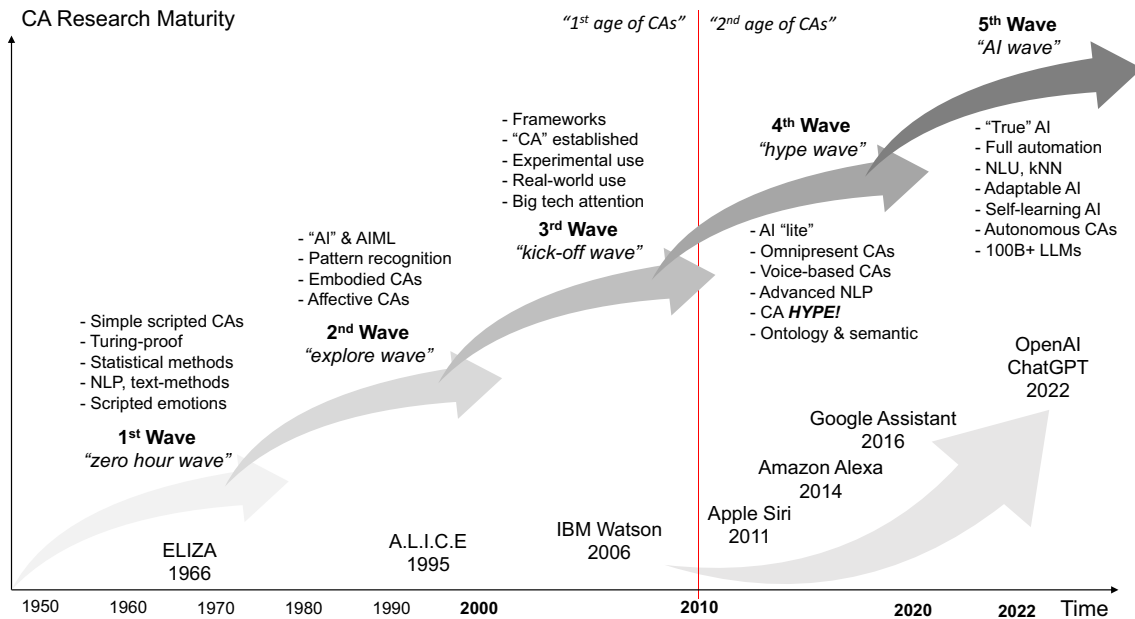 CA Research Maturity
“1st age of CAs”
“2nd age of CAs”
5th Wave
“AI wave”
- “True” AI
- Full automation
- NLU, kNN
- Adaptable AI
- Self-learning AI
- Autonomous CAs
- 100B+ LLMs
4th Wave
“hype wave”
- AI “lite”
- Omnipresent CAs
- Voice-based CAs
- Advanced NLP
- CA HYPE!
- Ontology & semantic
- Frameworks
- “CA” established
- Experimental use
- Real-world use
- Big tech attention
3rd Wave
“kick-off wave”
- “AI” & AIML
- Pattern recognition
- Embodied CAs
- Affective CAs
2nd Wave
“explore wave”
- Simple scripted CAs
- Turing-proof
- Statistical methods
- NLP, text-methods
- Scripted emotions
1st Wave
“zero hour wave”
ELIZA
1966
A.L.I.C.E
1995
IBM Watson
2006
Apple Siri
2011
Amazon Alexa
2014
Google Assistant
2016
OpenAI
ChatGPT
2022
1950 1960 1970 1980 1990 2000 2010 2020 2022 Time